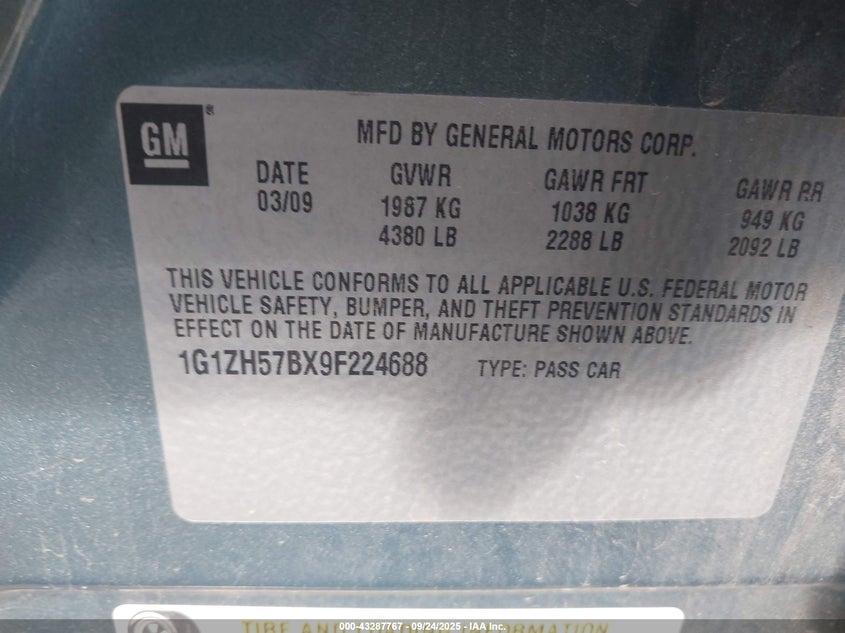 GM®
MFD BY GENERAL MOTORS CORP.
DATE GVWR GAWR FRT GAWR RR
03/09 1987 KG 1038 KG 949 KG
4380 LB 2288 LB 2092 LB
THIS VEHICLE CONFORMS TO ALL APPLICABLE U.S. FEDERAL MOTOR
VEHICLE SAFETY, BUMPER, AND THEFT PREVENTION STANDARDS IN
EFFECT ON THE DATE OF MANUFACTURE SHOWN ABOVE.
1G1ZH57BX9F224688 TYPE: PASS CAR
TIRE AND INFORMATION
000-43287767 - 09/24/2025 - IAA Inc.